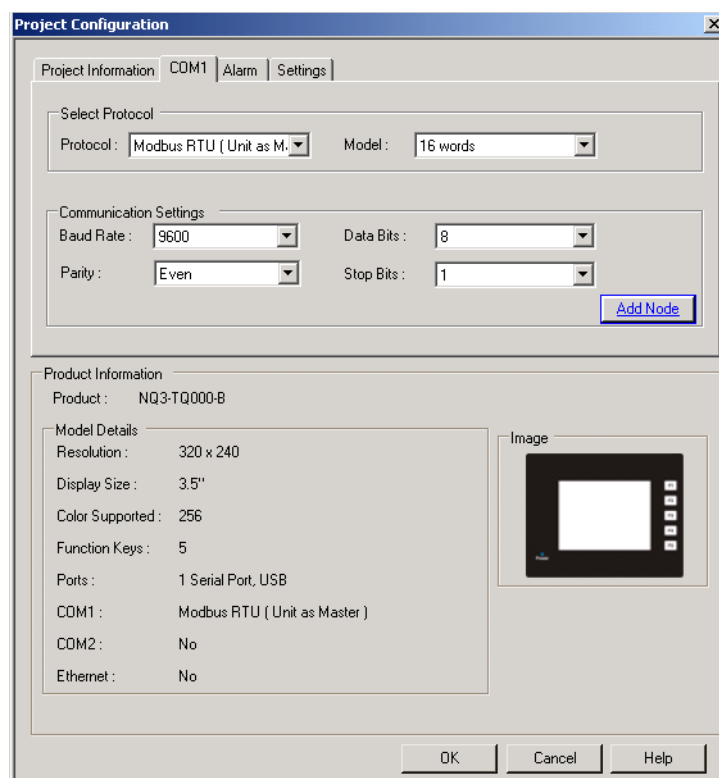 Project Configuration
Project Information COM1 Alarm Settings
Select Protocol
Protocol : Modbus RTU ( Unit as M. Model : 16 words
Communication Settings
Baud Rate : 9600 Data Bits : 8
Parity : Even Stop Bits : 1
Add Node
Product Information
Product : NQ3-TQ000-B
Model Details
Image
Resolution : 320 x 240
Display Size : 3.5"
Color Supported : 256
Function Keys : 5
Ports : 1 Serial Port, USB
COM1 : Modbus RTU ( Unit as Master )
COM2 : No
Ethernet : No
OK Cancel Help